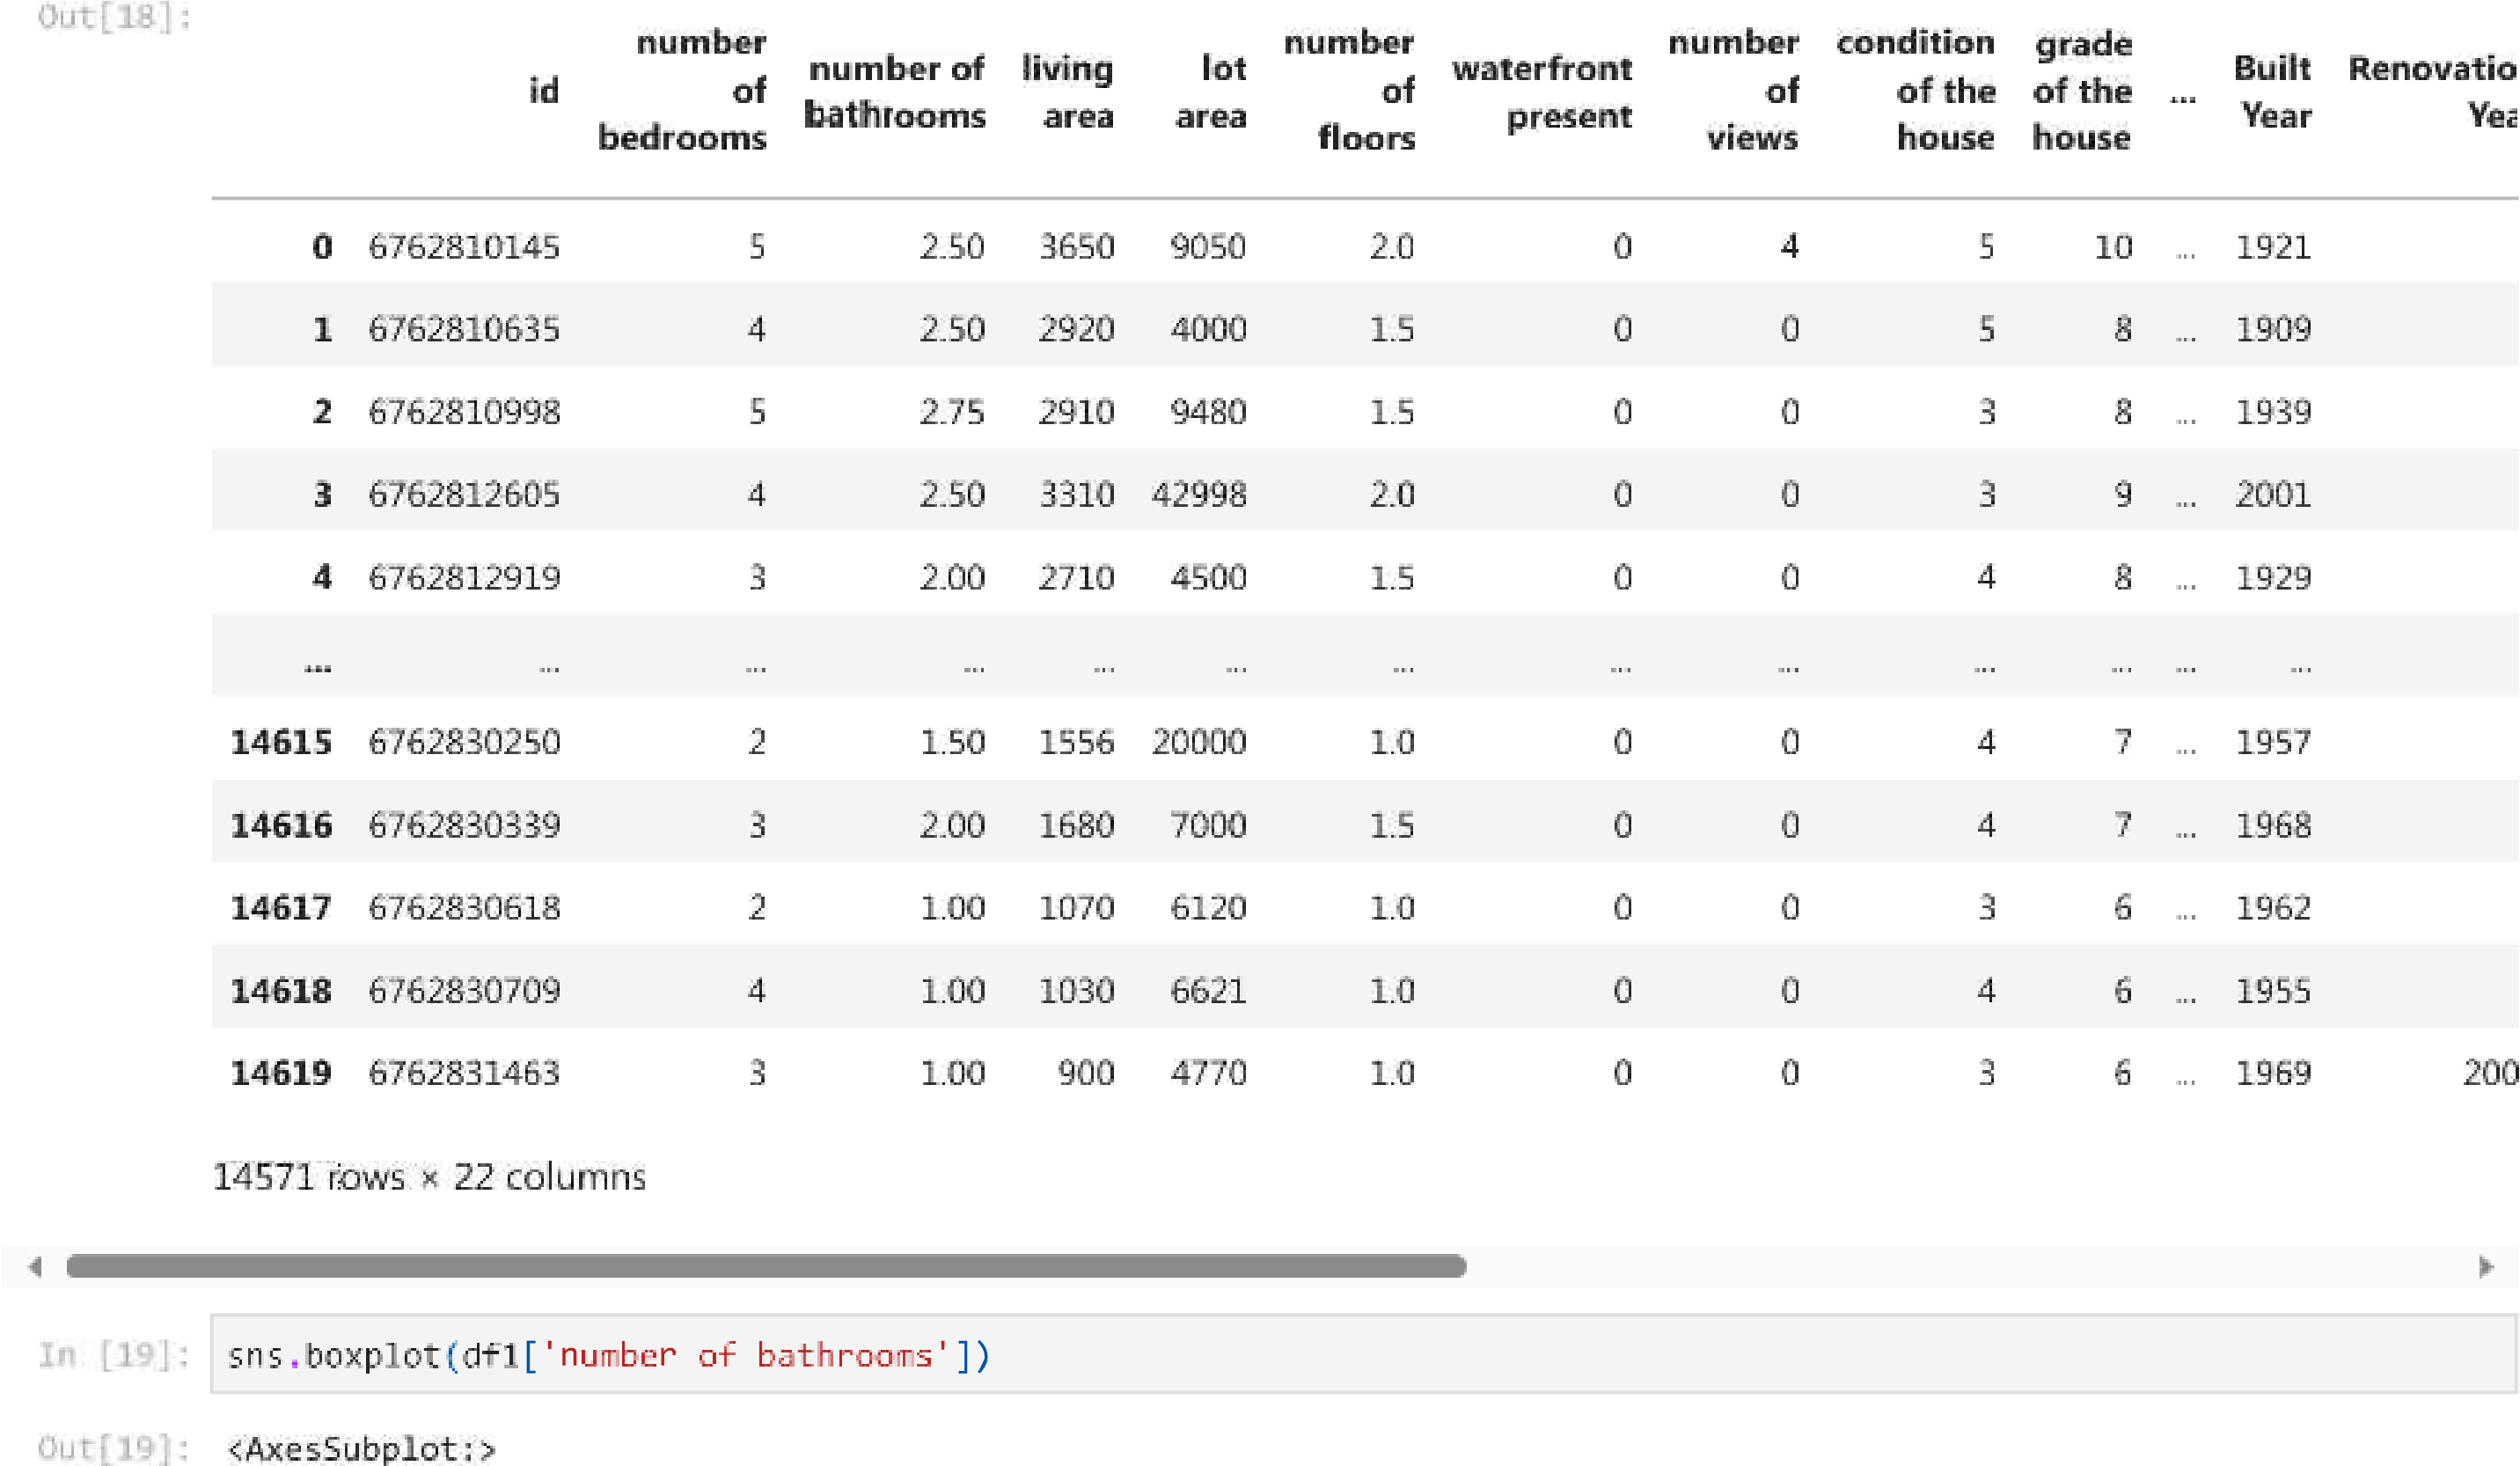 Out[18]:
id number of bedrooms number of bathrooms living area lot area number of floors waterfront present number of views condition of the house grade of the house ... Built Year
0 6762810145 5 2.50 3650 9050 2.0 0 4 5 10 ... 1921
1 6762810635 4 2.50 2920 4000 1.5 0 0 5 8 ... 1909
2 6762810998 5 2.75 2910 9480 1.5 0 0 3 8 ... 1939
3 6762812605 4 2.50 3310 42998 2.0 0 0 3 9 ... 2001
4 6762812919 3 2.00 2710 4500 1.5 0 0 4 8 ... 1929
... ... ... ... ... ... ... ... ... ... ... ... ...
14615 6762830250 2 1.50 1556 20000 1.0 0 0 4 7 ... 1957
14616 6762830339 3 2.00 1680 7000 1.5 0 0 4 7 ... 1968
14617 6762830618 2 1.00 1070 6120 1.0 0 0 3 6 ... 1962
14618 6762830709 4 1.00 1030 6621 1.0 0 0 4 6 ... 1955
14619 6762831463 3 1.00 900 4770 1.0 0 0 3 6 ... 1969 200
14571 rows × 22 columns
In [19]: sns.boxplot(df1['number of bathrooms'])
Out[19]: <AxesSubplot:>